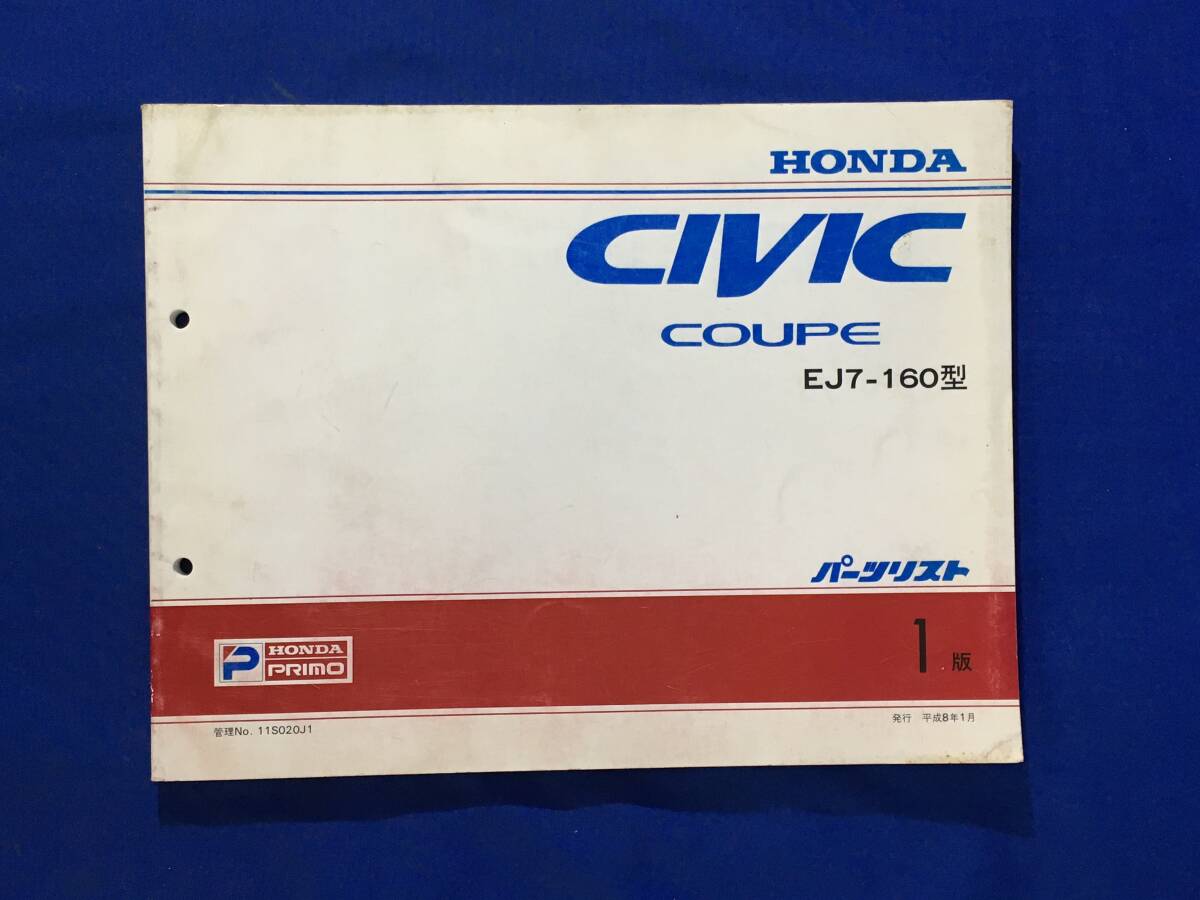 HONDA
CIVIC
COUPE
EJ7-160型
パーツリスト
HONDA
PRIMO
1版
管理No. 11S020J1
発行 平成8年1月